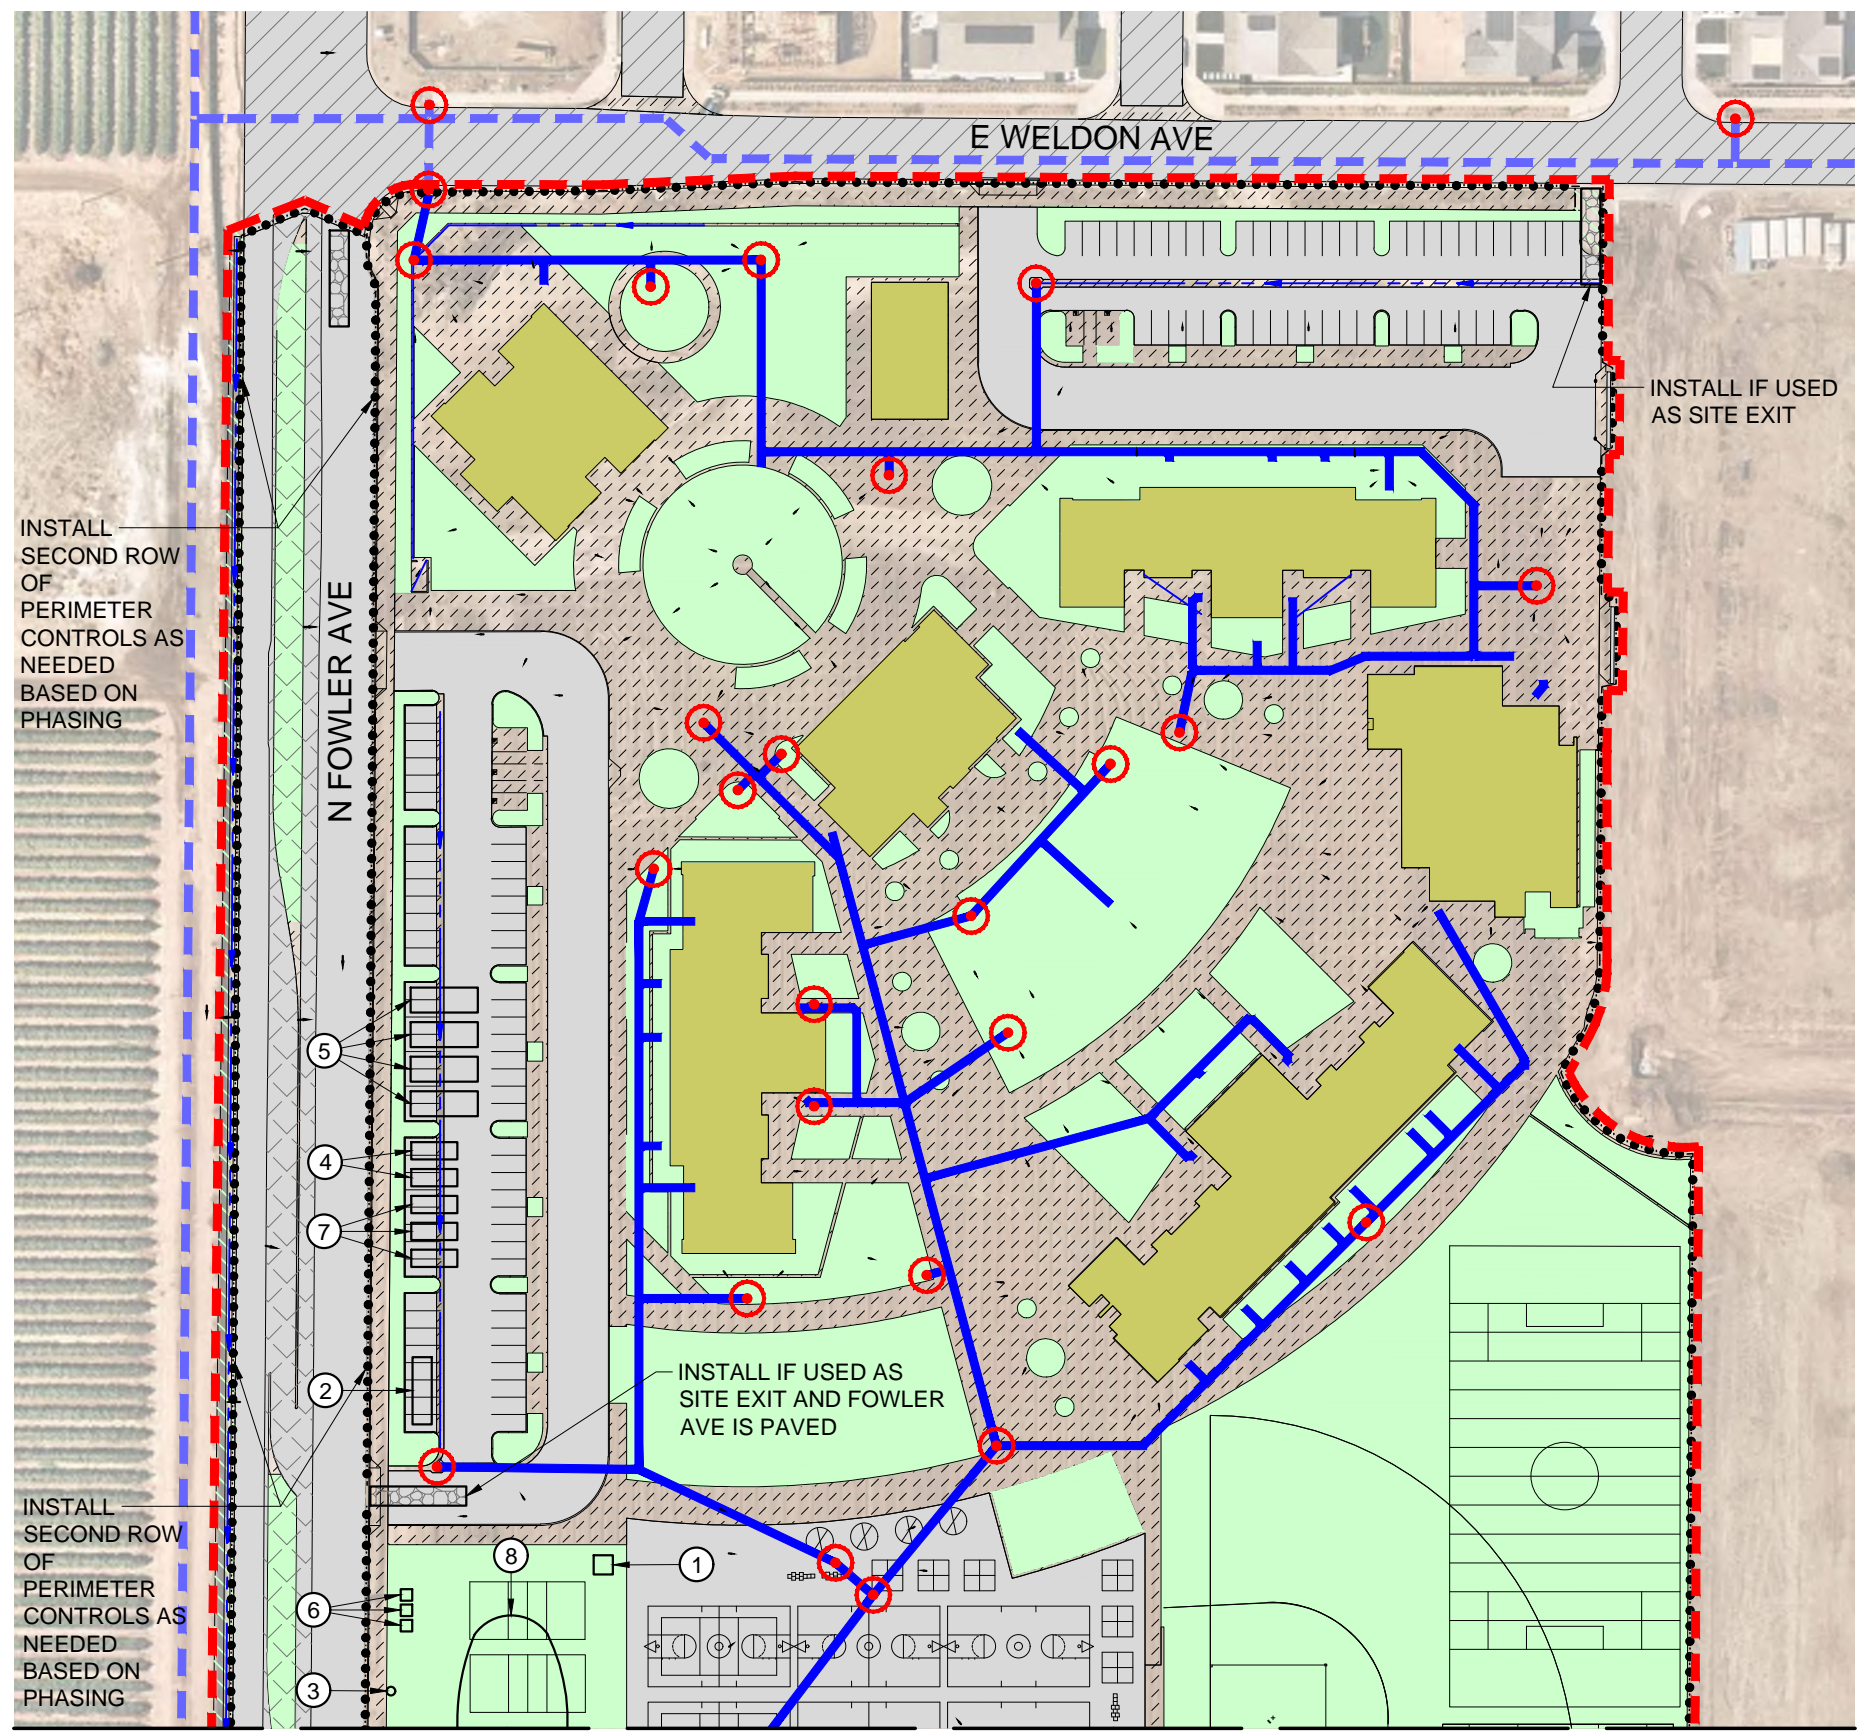 E WELDON AVE
INSTALL IF USED
AS SITE EXIT
INSTALL
SECOND ROW
OF
PERIMETER
CONTROLS AS
NEEDED
BASED ON
PHASING
N FOWLER AVE
5
4
7
2
INSTALL IF USED AS
SITE EXIT AND FOWLER
AVE IS PAVED
INSTALL
SECOND ROW
OF
PERIMETER
CONTROLS AS
NEEDED
BASED ON
PHASING
8
1
6
3